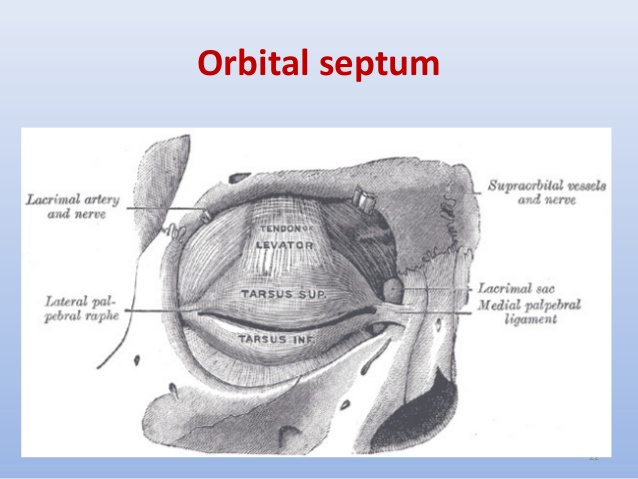 Orbital septum
Lacrimal artery
and nerve
Supraorbital vessels
and nerve
TENDON OF
LEVATOR
TARSUS SUP.
Lacrimal sac
Medial palpebral
ligament
Lateral pal-
pebral raphe
TARSUS INF.